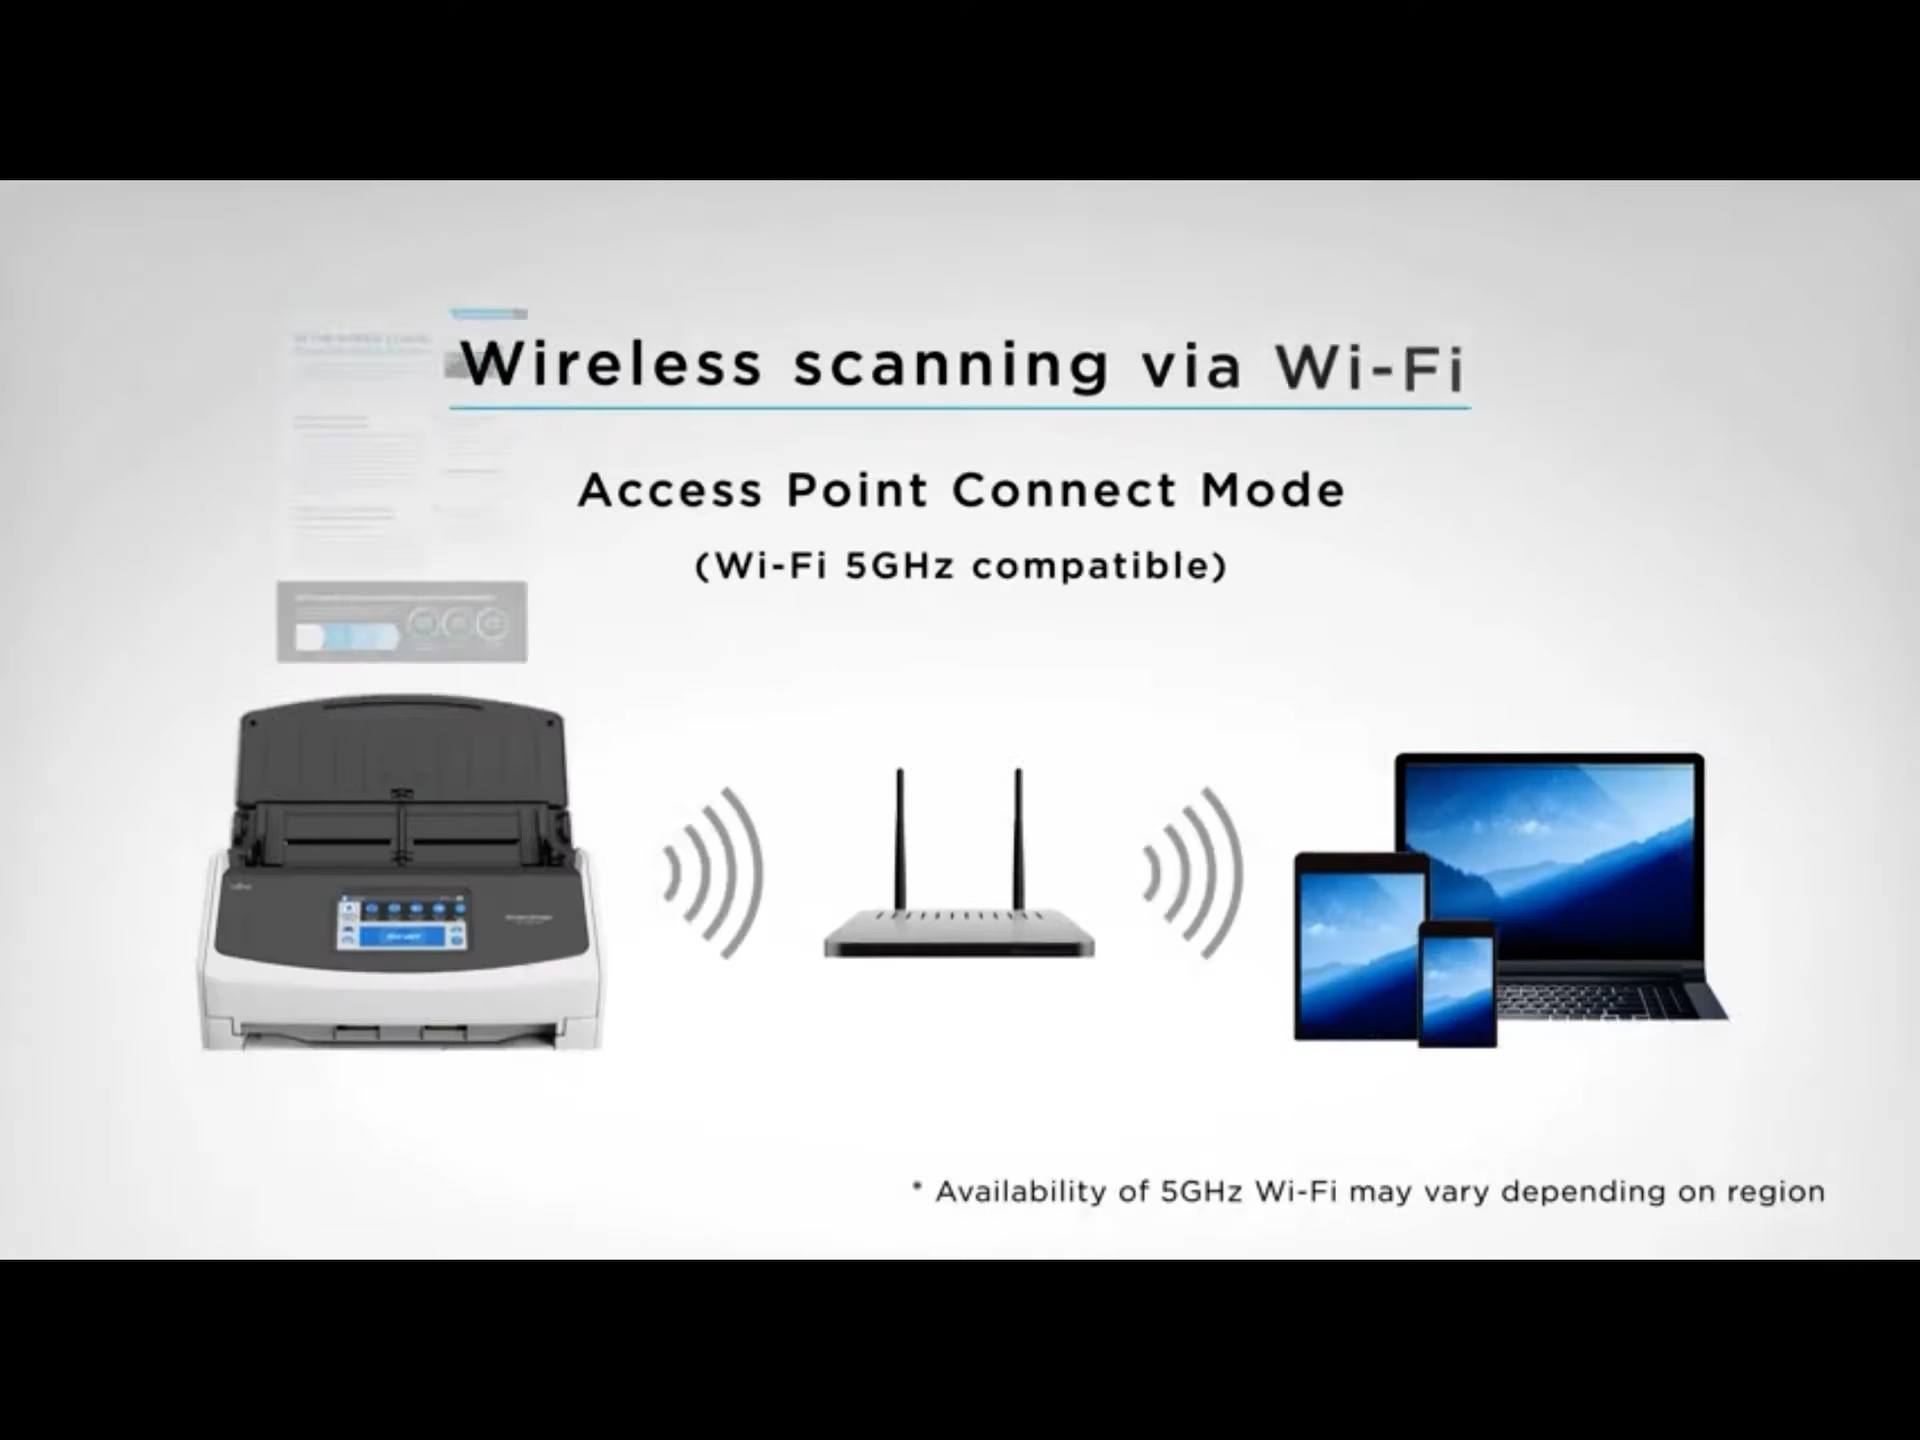 Wireless scanning via Wi-Fi
Access Point Connect Mode
(Wi-Fi 5GHz compatible)
* Availability of 5GHz Wi-Fi may vary depending on region